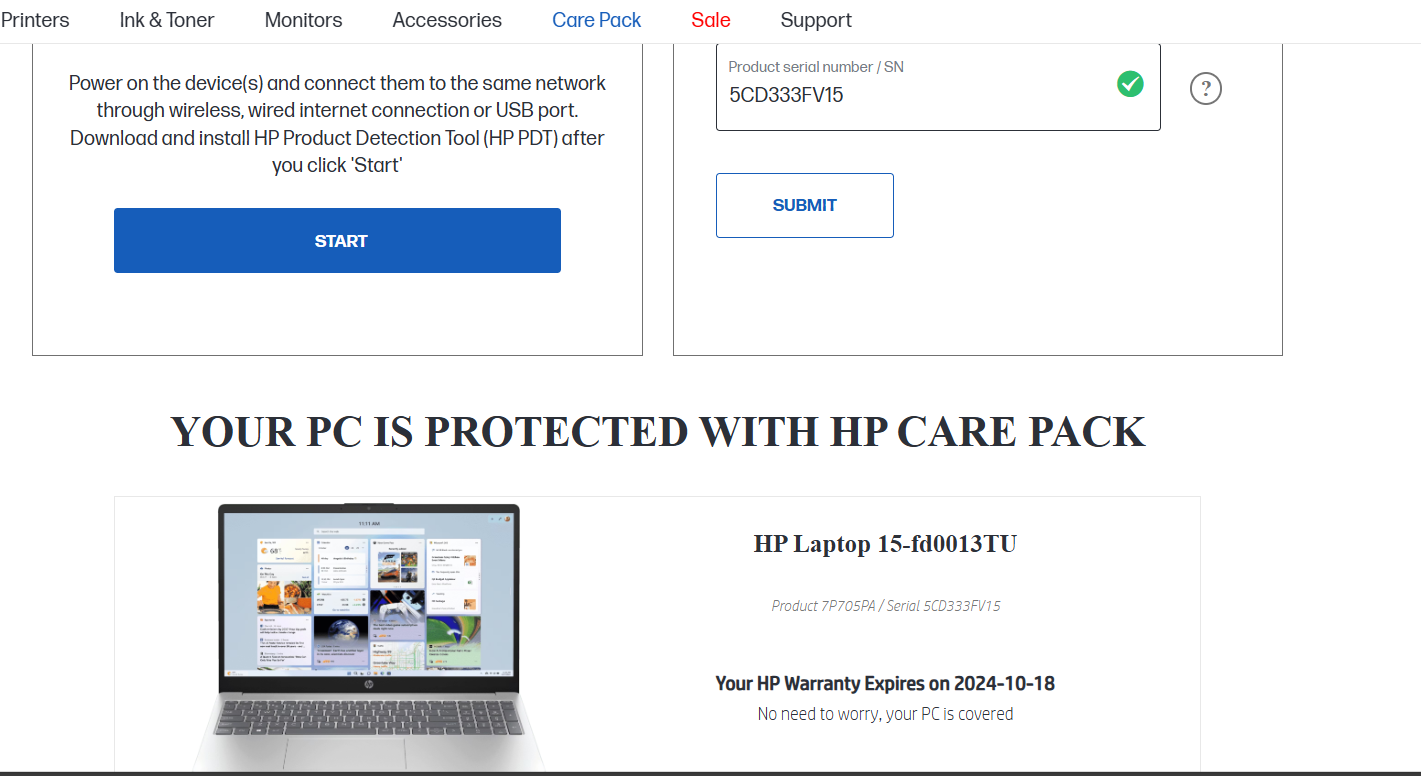 Printers Ink & Toner Monitors Accessories Care Pack Sale Support
Power on the device(s) and connect them to the same network
through wireless, wired internet connection or USB port.
Download and install HP Product Detection Tool (HP PDT) after
you click 'Start'
START
Product serial number / SN
5CD333FV15
?
SUBMIT
YOUR PC IS PROTECTED WITH HP CARE PACK
11:11 AM
68°
HP Laptop 15-fd0013TU
Product 7P705PA / Serial 5CD333FV15
Your HP Warranty Expires on 2024-10-18
No need to worry, your PC is covered